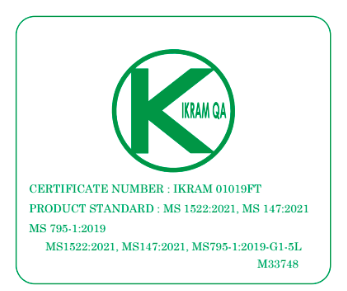 K
IKRAM QA
CERTIFICATE NUMBER : IKRAM 01019FT
PRODUCT STANDARD : MS 1522:2021, MS 147:2021
MS 795-1:2019
MS1522:2021, MS147:2021, MS795-1:2019-G1-5L
M33748